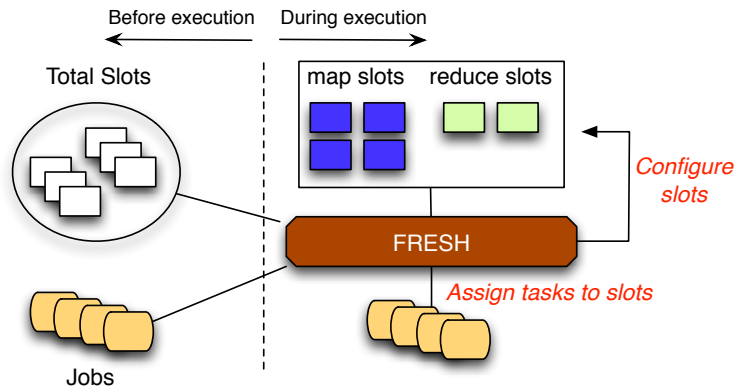 Before execution
During execution
Total Slots
map slots
reduce slots
Configure
slots
FRESH
Assign tasks to slots
Jobs